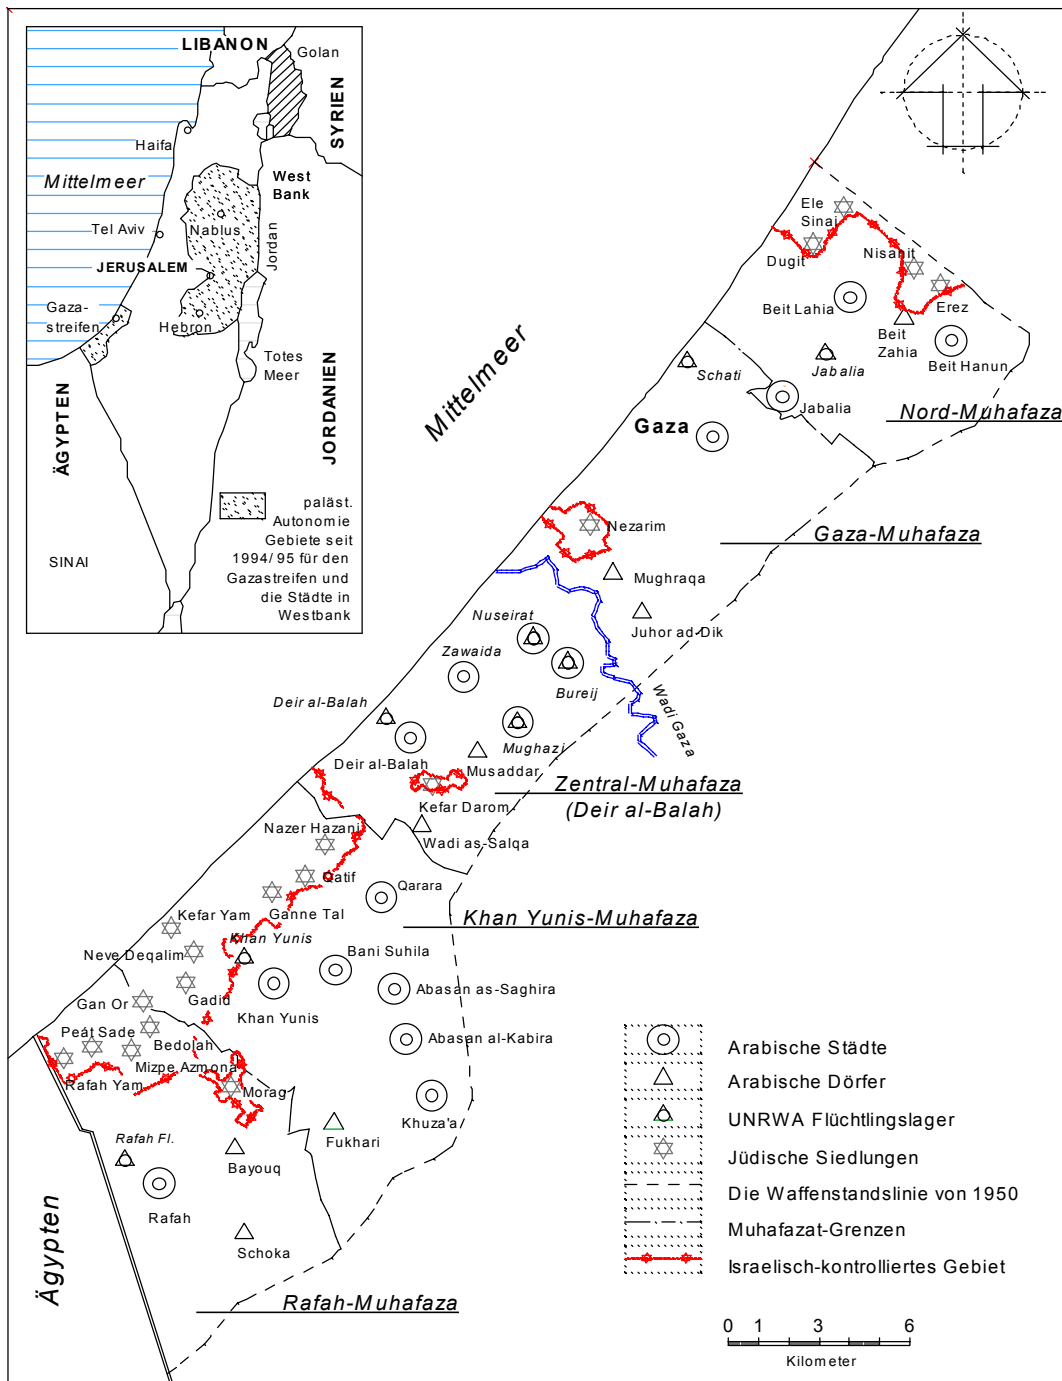 LIBANON
Golan
SYRIEN
Haifa
Mittelmeer
West
Bank
Nablus
Tel Aviv
Jordan
JERUSALEM
Gaza-
streifen
Hebron
Totes
Meer
ÄGYPTEN
JORDANIEN
paläst.
Autonomie
Gebiete seit
1994/95 für den
Gazastreifen und
die Städte in
Westbank
SINAI
Mittelmeer
Ele
Sinai
Dugit
Nisanit
Erez
Beit Lahia
Beit
Zahia
Beit Hanun
Schati
Jabalia
Jabalia
Nord-Muhafaza
Gaza
Gaza-Muhafaza
Nezarim
Mughraqa
Juhor ad-Dik
Nuseirat
Zawaida
Bureij
Wadi Gaza
Deir al-Balah
Mughazi
Deir al-Balah
Musaddar
Zentral-Muhafaza
(Deir al-Balah)
Kefar Darom
Nazer Hazani
Wadi as-Salqa
Qatif
Qarara
Ganne Tal
Kefar Yam
Khan Yunis-Muhafaza
Khan Yunis
Neve Deqalim
Bani Suhila
Gadid
Abasan as-Saghira
Gan Or
Khan Yunis
Peát Sade
Bedolah
Abasan al-Kabira
Mizpe Azmona
Rafah Yam
Morag
Khuza'a
Fukhari
Rafah Fl.
Bayouq
Rafah
Schoka
Ägypten
Rafah-Muhafaza
Arabische Städte
Arabische Dörfer
UNRWA Flüchtlingslager
Jüdische Siedlungen
Die Waffenstandslinie von 1950
Muhafazat-Grenzen
Israelisch-kontrolliertes Gebiet
0 1 3 6
Kilometer